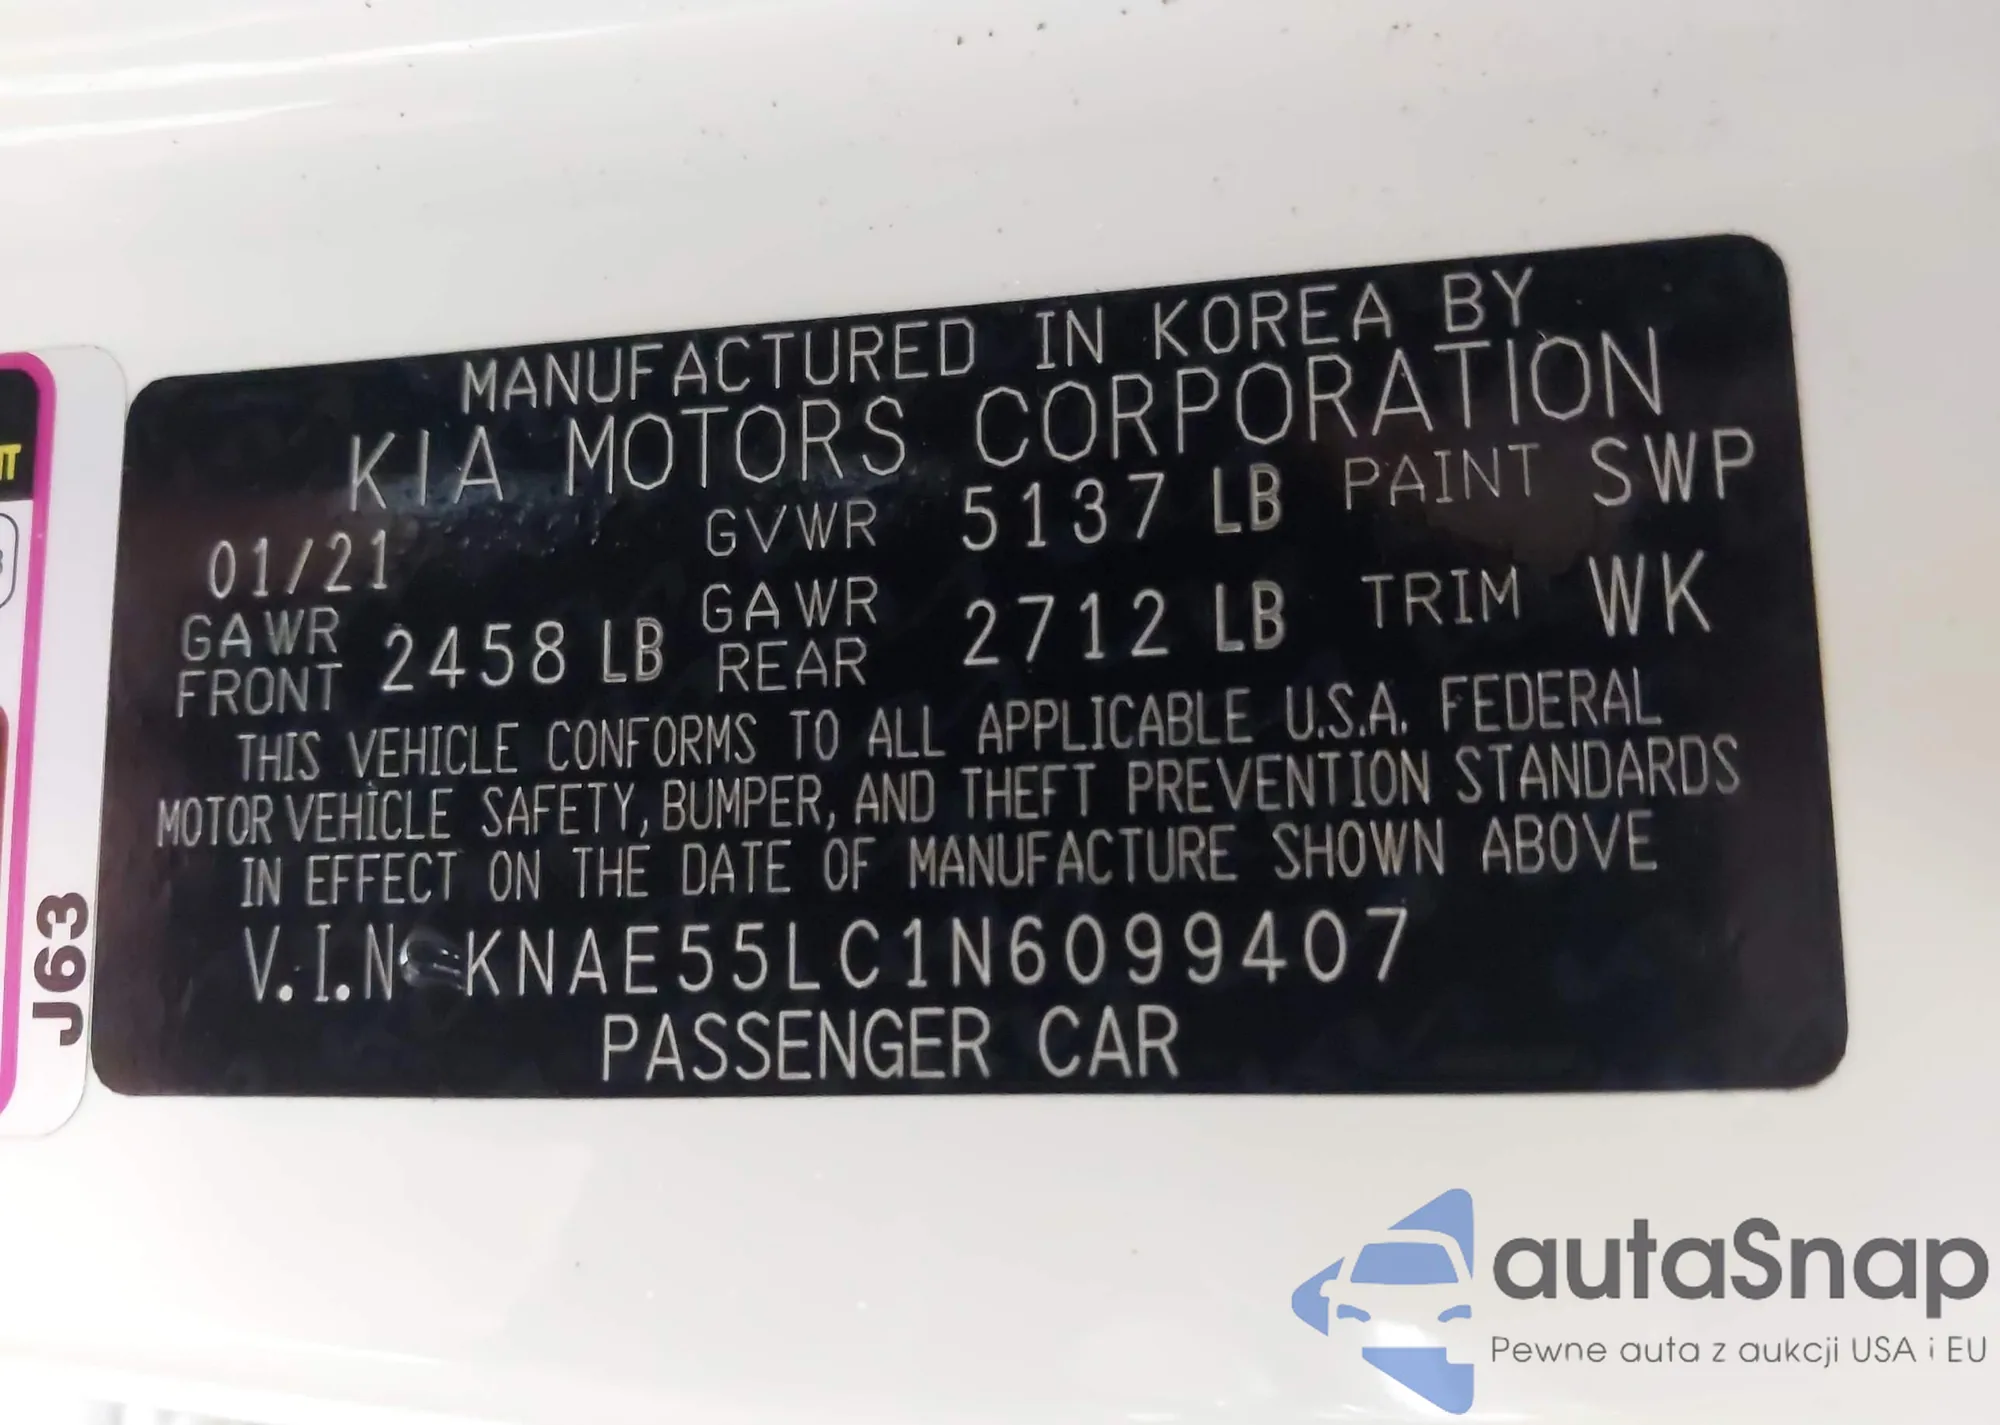 MANUFACTURED IN KOREA BY
KIA MOTORS CORPORATION
01/21 GVWR 5137 LB PAINT SWP
GAWR FRONT 2458 LB GAWR REAR 2712 LB TRIM WK
THIS VEHICLE CONFORMS TO ALL APPLICABLE U.S.A. FEDERAL
MOTOR VEHICLE SAFETY, BUMPER, AND THEFT PREVENTION STANDARDS
IN EFFECT ON THE DATE OF MANUFACTURE SHOWN ABOVE
V.I.N KNAE55LC1N6099407
PASSENGER CAR
J63
autaSnap
Pewne auta z aukcji USA i EU